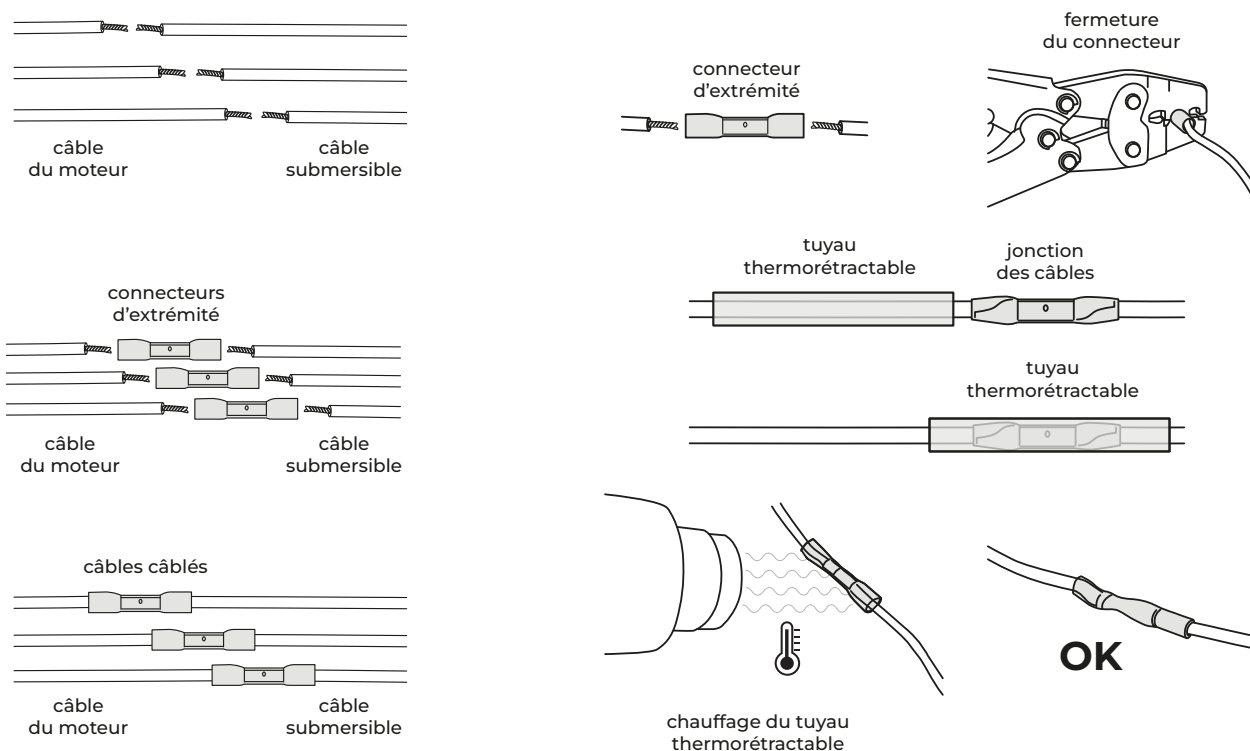 câble
du moteur
câble
submersible
connecteurs
d'extrémité
câble
du moteur
câble
submersible
câbles câblés
câble
du moteur
câble
submersible
connecteur
d'extrémité
fermeture
du connecteur
tuyau
thermorétractable
jonction
des câbles
tuyau
thermorétractable
chauffage du tuyau
thermorétractable
OK